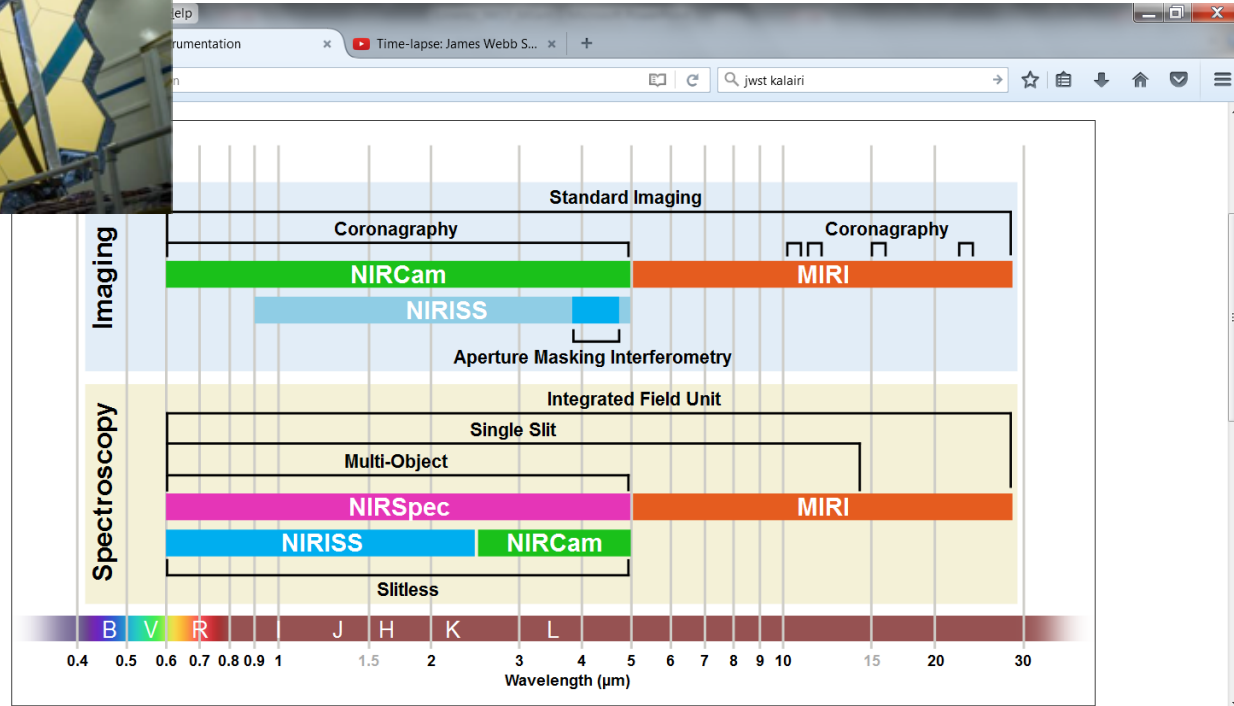 elp
rumentation
Time-lapse: James Webb S...
n
jwst kalairi
Standard Imaging
Coronagraphy Coronagraphy
Imaging
NIRCam MIRI
NIRISS
Aperture Masking Interferometry
Integrated Field Unit
Single Slit
Multi-Object
Spectroscopy
NIRSpec MIRI
NIRISS NIRCam
Slitless
B V R I J H K L
0.4 0.5 0.6 0.7 0.8 0.9 1 1.5 2 3 4 5 6 7 8 9 10 15 20 30
Wavelength (μm)